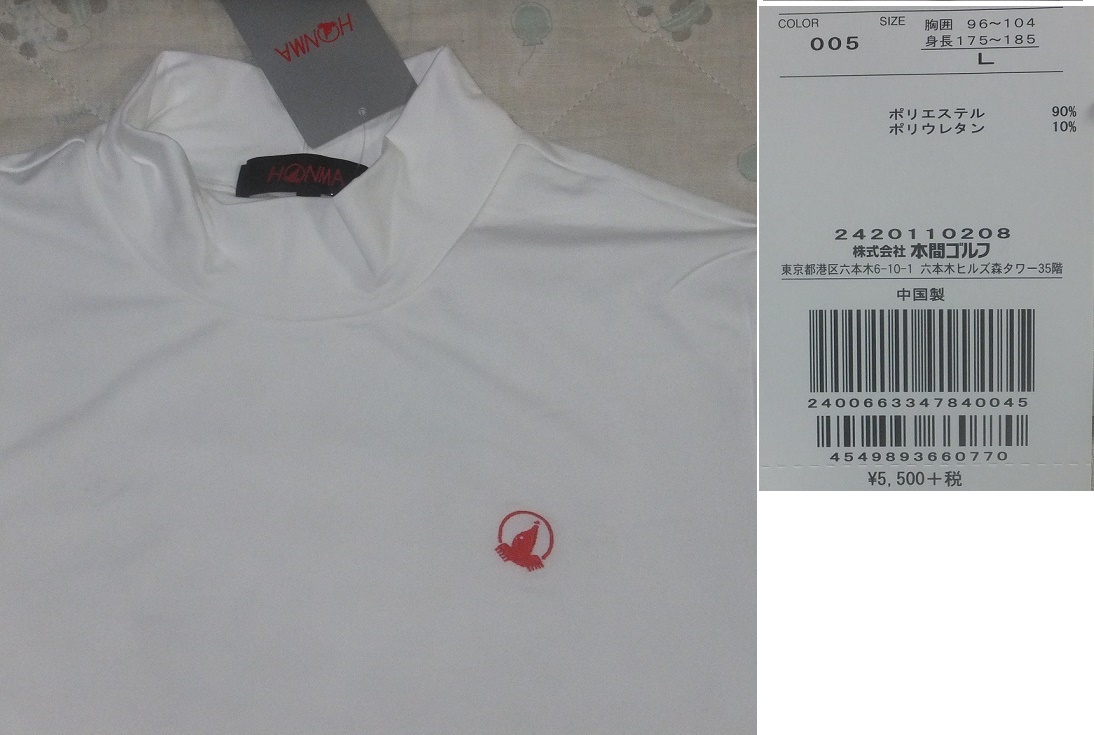 HONMA
HONMA
COLOR
SIZE
胸囲 96～104
005
身長175～185
L
ポリエステル 90%
ポリウレタン 10%
2420110208
株式会社 本間ゴルフ
東京都港区六本木6-10-1 六本木ヒルズ森タワー35階
中国製
2400663347840045
4549893660770
¥5,500＋税